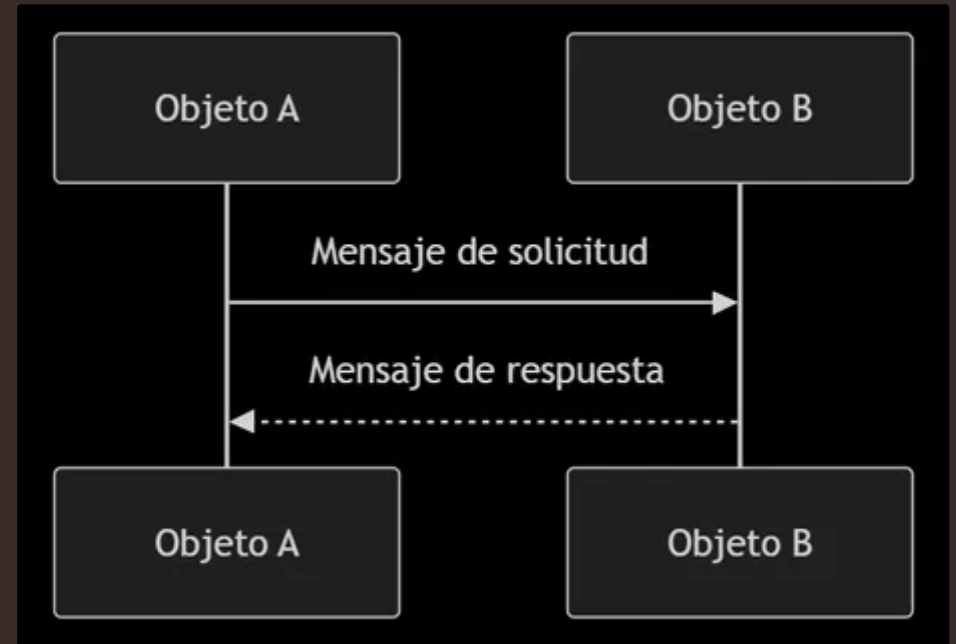 Objeto A
Objeto B
Mensaje de solicitud
Mensaje de respuesta
Objeto A
Objeto B